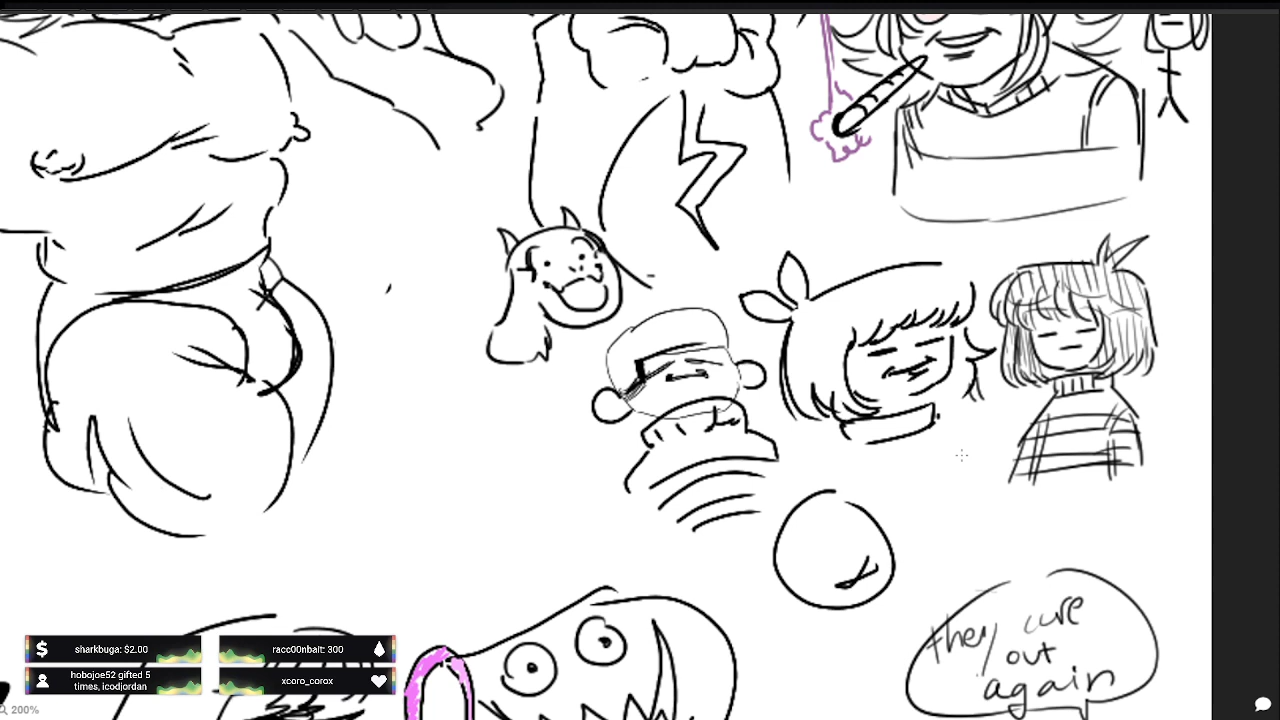 sharkbuga: $2.00
racc00nbait: 300
hobojoe52 gifted 5
times, icodjordan
xcoro_corox
200%
they are
out
again